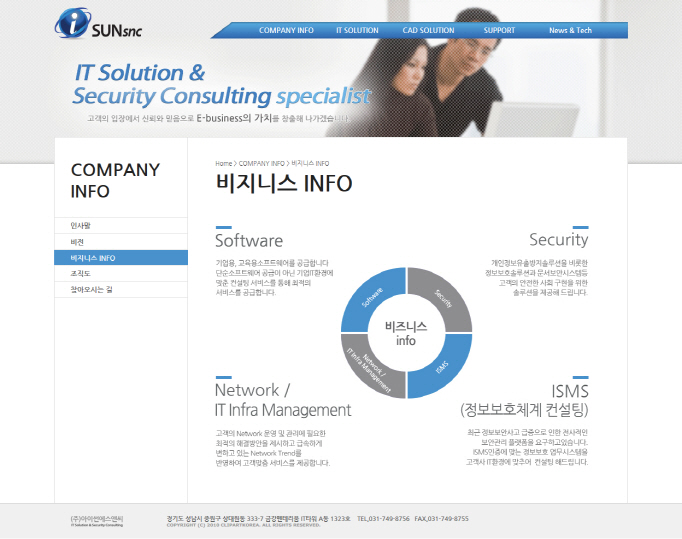 i SUNsnc
COMPANY INFO IT SOLUTION CAD SOLUTION SUPPORT News & Tech
IT Solution &
Security Consulting specialist
고객의 입장에서 신뢰와 믿음으로 E-business의 가치를 창출해 나가겠습니다.
COMPANY
INFO
인사말
비전
비지니스 INFO
조직도
찾아오시는 길
Home > COMPANY INFO > 비지니스 INFO
비지니스 INFO
Software
기업용, 교육용소프트웨어를 공급합니다.
단순소프트웨어 공급이 아닌 기업IT환경에
맞춘 컨설팅 서비스를 통해 최적의
서비스를 공급합니다.
Security
개인정보유출방지솔루션을 비롯한
정보보호솔루션과 문서보안시스템등
고객의 안전한 사회 구현을 위한
솔루션을 제공해 드립니다.
Software
Security
비즈니스
info
Network /
IT Infra Management
ISMS
Network /
IT Infra Management
고객의 Network 운영 및 관리에 필요한
최적의 해결방안을 제시하고 급속하게
변하고 있는 Network Trend를
반영하여 고객맞춤 서비스를 제공합니다.
ISMS
(정보보호체계 컨설팅)
최근 정보보안사고 급증으로 인한 전사적인
보안관리 플랫폼을 요구하고있습니다.
ISMS인증에 맞는 정보보호 업무시스템을
고객사 IT환경에 맞추어 컨설팅 해드립니다.
(주)아이썬에스앤씨
IT Solution & Security Consulting
경기도 성남시 중원구 상대원동 333-7 금강펜테리움 IT타워 A동 1323호 TEL,031-749-8756 FAX,031-749-8755
COPYRIGHT (C) 2010 CLIPARTKOREA. ALL RIGHTS RESERVED.